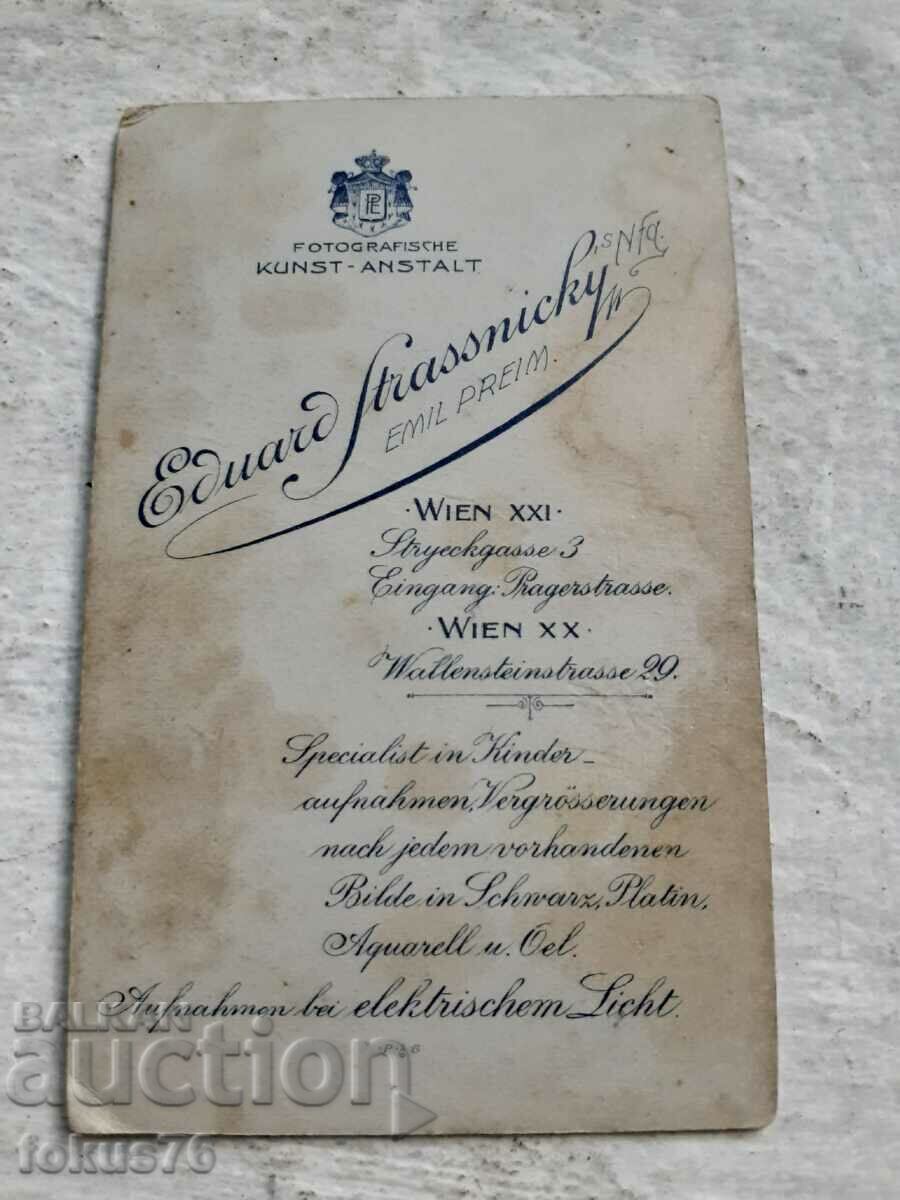 PE
FOTOGRAFISCHE
KUNST-ANSTALT
Eduard Strassnicky's Nfg.
EMIL PREIM.
·WIEN XXI·
Stryeckgasse 3
Eingang: Pragerstrasse.
·WIEN XX·
Wallensteinstrasse 29.
Specialist in Kinder-
aufnahmen, Vergrösserungen
nach jedem vorhandenen
Bilde in Schwarz, Platin,
Aquarell u. Oel.
Aufnahmen bei elektrischem Licht.
BALKAN
auction
fokus76